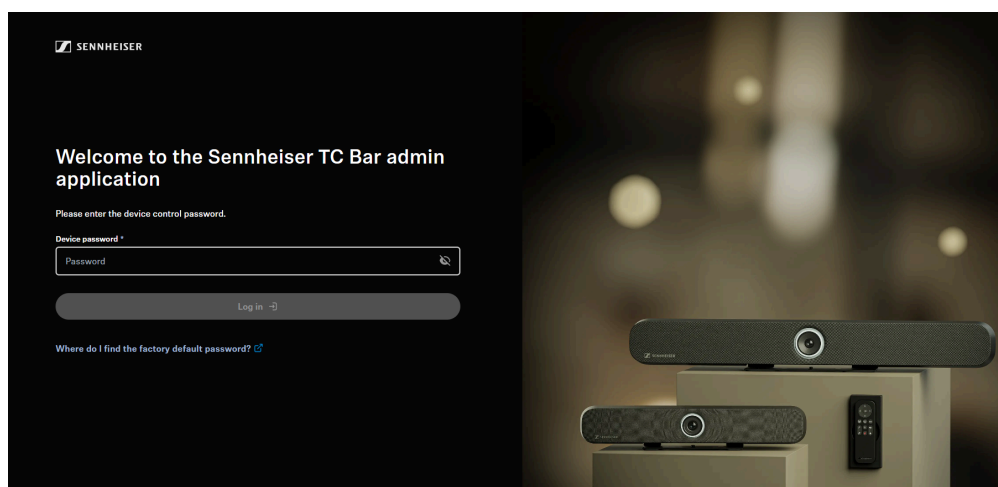 SENNHEISER
Welcome to the Sennheiser TC Bar admin
application
Please enter the device control password.
Device password *
Password
Log in
Where do I find the factory default password?
SENNHEISER